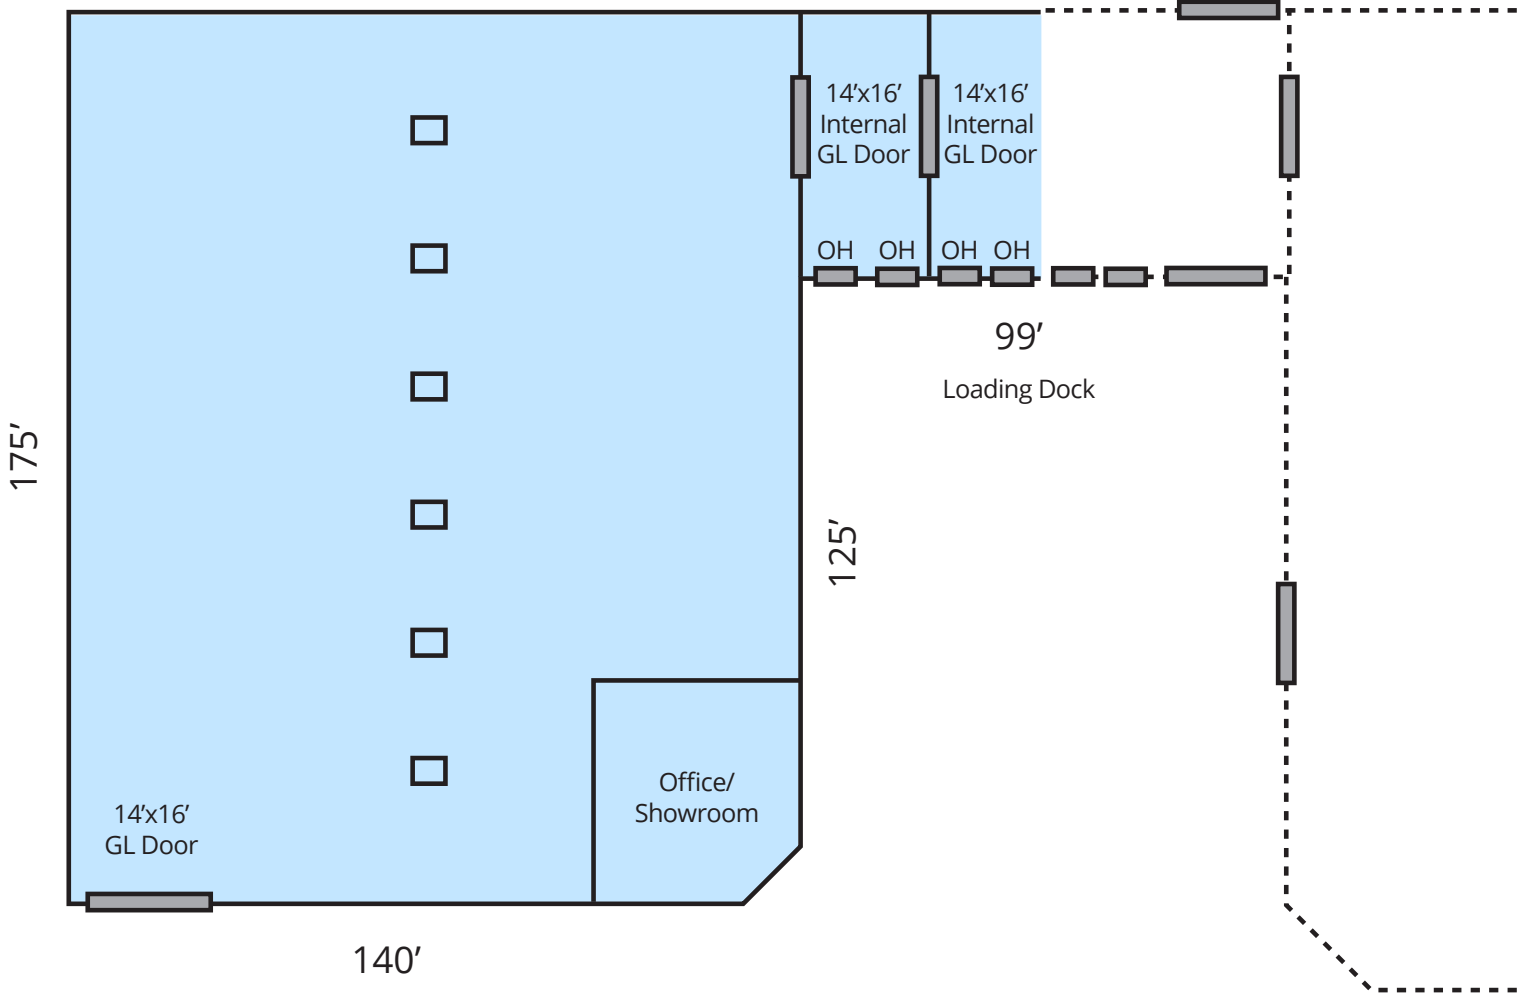 14’x16’
Internal
GL Door
14’x16’
Internal
GL Door
OH
OH
OH
OH
99’
Loading Dock
175’
125’
Office/
Showroom
14’x16’
GL Door
140’